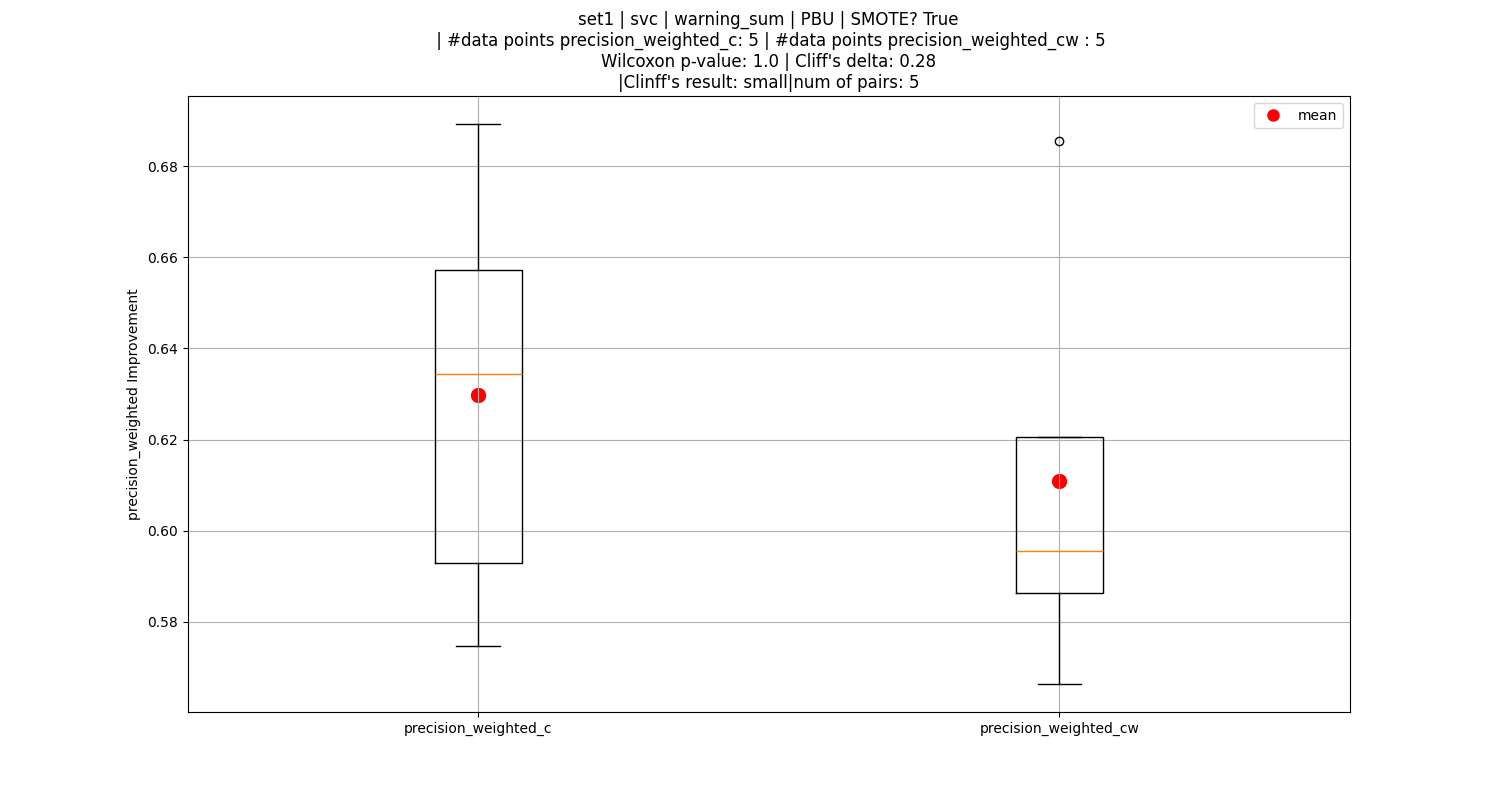 set1 | svc | warning_sum | PBU | SMOTE? True
| #data points precision_weighted_c: 5 | #data points precision_weighted_cw : 5
Wilcoxon p-value: 1.0 | Cliff's delta: 0.28
|Clinff's result: small|num of pairs: 5
mean
precision_weighted Improvement
0.68
0.66
0.64
0.62
0.60
0.58
precision_weighted_c
precision_weighted_cw